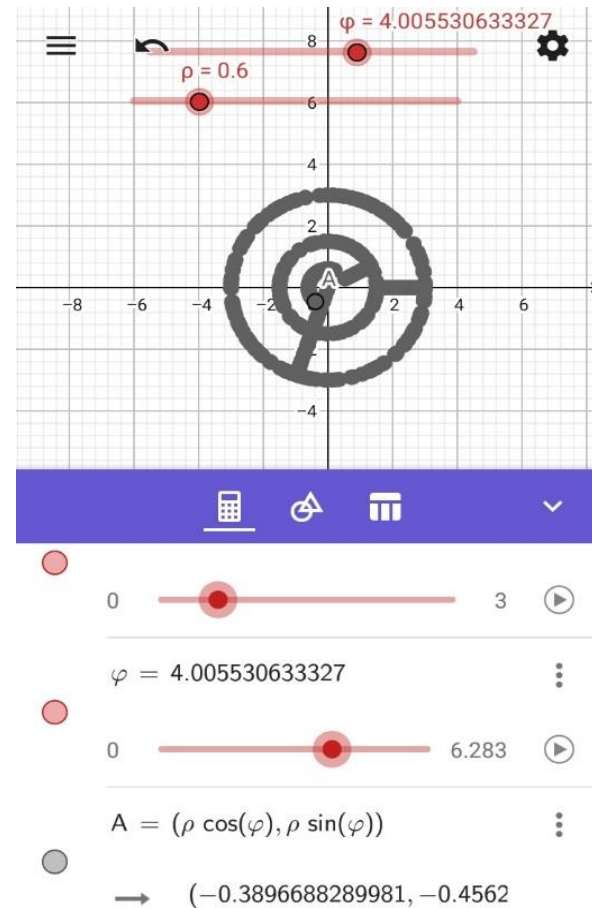 φ = 4.005530633327
8
ρ = 0.6
6
4
2
A
−8 −6 −4 −2 0 2 4 6
−4
0 3
φ = 4.005530633327
0 6.283
A = (ρ cos(φ), ρ sin(φ))
→ (−0.3896688289981, −0.4562